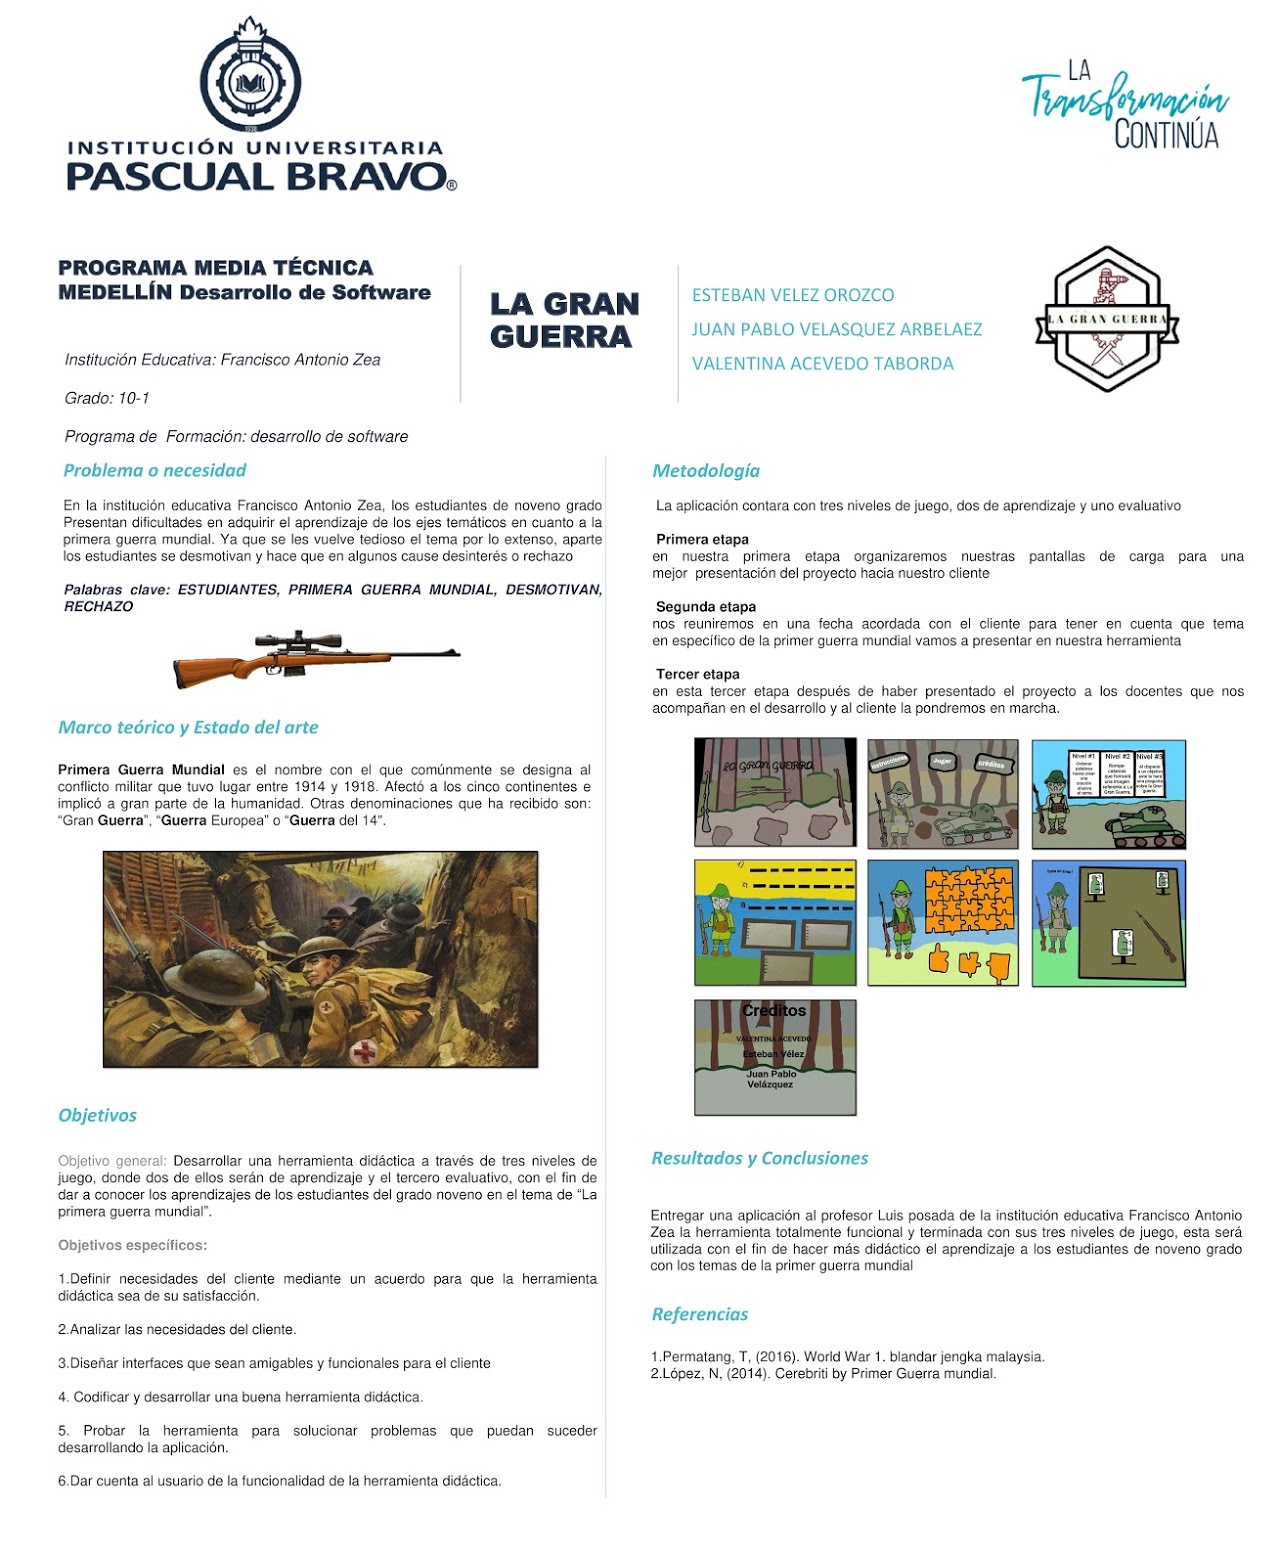 1938
INSTITUCIÓN UNIVERSITARIA
PASCUAL BRAVO®
LA
Transformación
CONTINÚA
PROGRAMA MEDIA TÉCNICA
MEDELLÍN Desarrollo de Software
Institución Educativa: Francisco Antonio Zea
Grado: 10-1
Programa de Formación: desarrollo de software
LA GRAN
GUERRA
ESTEBAN VELEZ OROZCO
JUAN PABLO VELASQUEZ ARBELAEZ
VALENTINA ACEVEDO TABORDA
LA GRAN GUERRA
Problema o necesidad
En la institución educativa Francisco Antonio Zea, los estudiantes de noveno grado
Presentan dificultades en adquirir el aprendizaje de los ejes temáticos en cuanto a la
primera guerra mundial. Ya que se les vuelve tedioso el tema por lo extenso, aparte
los estudiantes se desmotivan y hace que en algunos cause desinterés o rechazo
Palabras clave: ESTUDIANTES, PRIMERA GUERRA MUNDIAL, DESMOTIVAN,
RECHAZO
Marco teórico y Estado del arte
Primera Guerra Mundial es el nombre con el que comúnmente se designa al
conflicto militar que tuvo lugar entre 1914 y 1918. Afectó a los cinco continentes e
implicó a gran parte de la humanidad. Otras denominaciones que ha recibido son:
“Gran Guerra”, “Guerra Europea” o “Guerra del 14”.
Objetivos
Objetivo general: Desarrollar una herramienta didáctica a través de tres niveles de
juego, donde dos de ellos serán de aprendizaje y el tercero evaluativo, con el fin de
dar a conocer los aprendizajes de los estudiantes del grado noveno en el tema de “La
primera guerra mundial”.
Objetivos específicos:
1.Definir necesidades del cliente mediante un acuerdo para que la herramienta
didáctica sea de su satisfacción.
2.Analizar las necesidades del cliente.
3.Diseñar interfaces que sean amigables y funcionales para el cliente
4. Codificar y desarrollar una buena herramienta didáctica.
5. Probar la herramienta para solucionar problemas que puedan suceder
desarrollando la aplicación.
6.Dar cuenta al usuario de la funcionalidad de la herramienta didáctica.
Metodología
La aplicación contara con tres niveles de juego, dos de aprendizaje y uno evaluativo
Primera etapa
en nuestra primera etapa organizaremos nuestras pantallas de carga para una
mejor presentación del proyecto hacia nuestro cliente
Segunda etapa
nos reuniremos en una fecha acordada con el cliente para tener en cuenta que tema
en específico de la primer guerra mundial vamos a presentar en nuestra herramienta
Tercer etapa
en esta tercer etapa después de haber presentado el proyecto a los docentes que nos
acompañan en el desarrollo y al cliente la pondremos en marcha.
LA GRAN GUERRA
Instrucciones
Jugar
créditos
Nivel #1
Nivel #2
Nivel #3
Creditos
VALENTINA ACEVEDO
Esteban Vélez
Juan Pablo
Velázquez
Resultados y Conclusiones
Entregar una aplicación al profesor Luis posada de la institución educativa Francisco Antonio
Zea la herramienta totalmente funcional y terminada con sus tres niveles de juego, esta será
utilizada con el fin de hacer más didáctico el aprendizaje a los estudiantes de noveno grado
con los temas de la primer guerra mundial
Referencias
1.Permatang, T, (2016). World War 1. blandar jengka malaysia.
2.López, N, (2014). Cerebriti by Primer Guerra mundial.